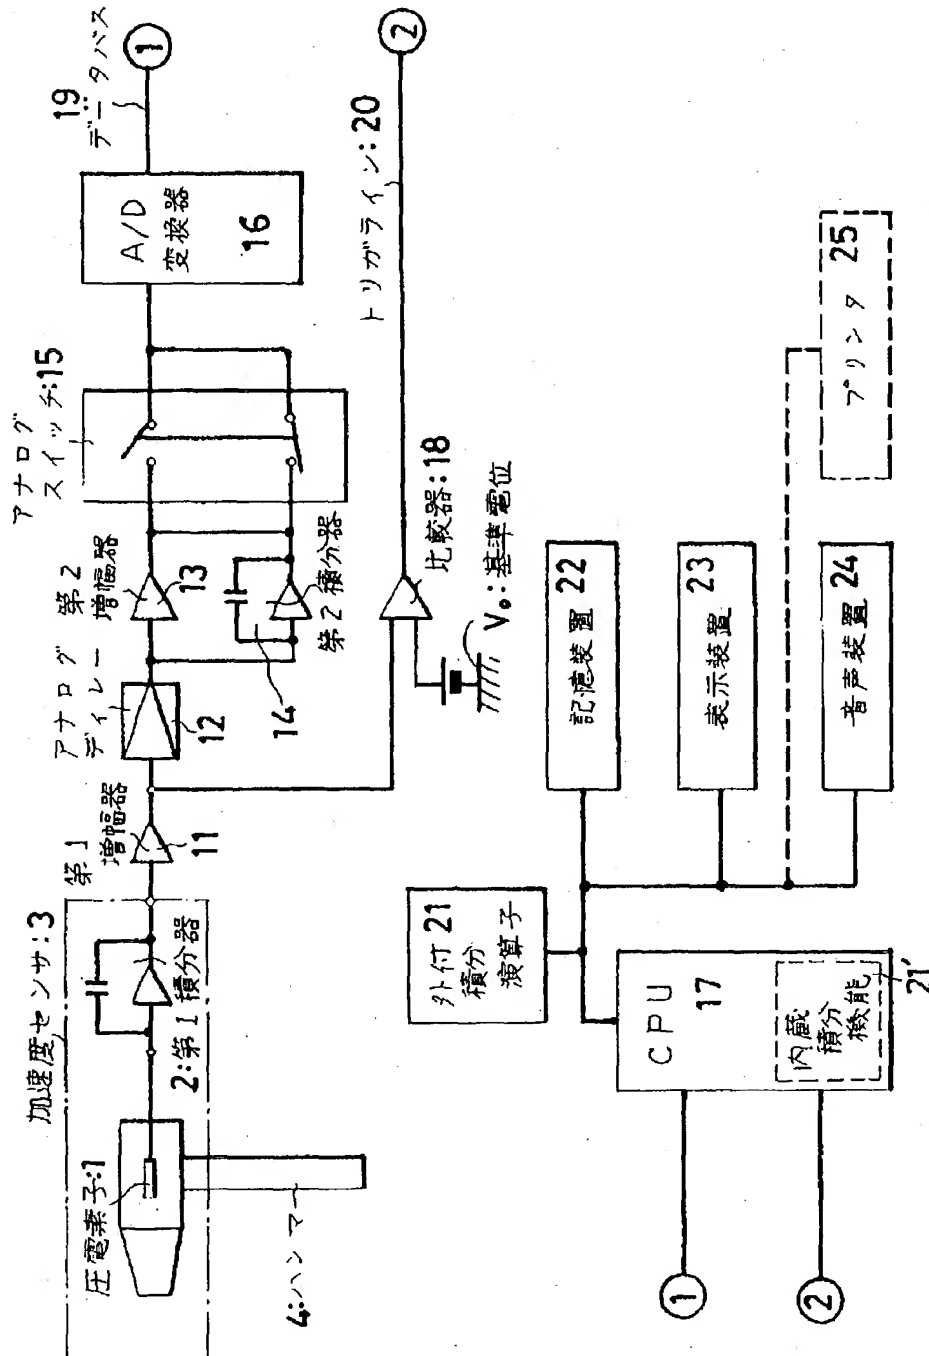 加速度センサ:3
圧電素子:1
2:第1積分器
4:ハンマー
第1
増幅器
11
アナログ
ディレー
12
第2
増幅器
13
14
第2積分器
アナログ
スイッチ:15
A/D
変換器
16
19
データバス
1
トリガライン:20
2
比較器:18
V₀:基準電位
1
2
CPU
17
内蔵
積分
機能
21'
外付21
積分
演算子
記憶装置 22
表示装置 23
音声装置 24
プリンタ 25